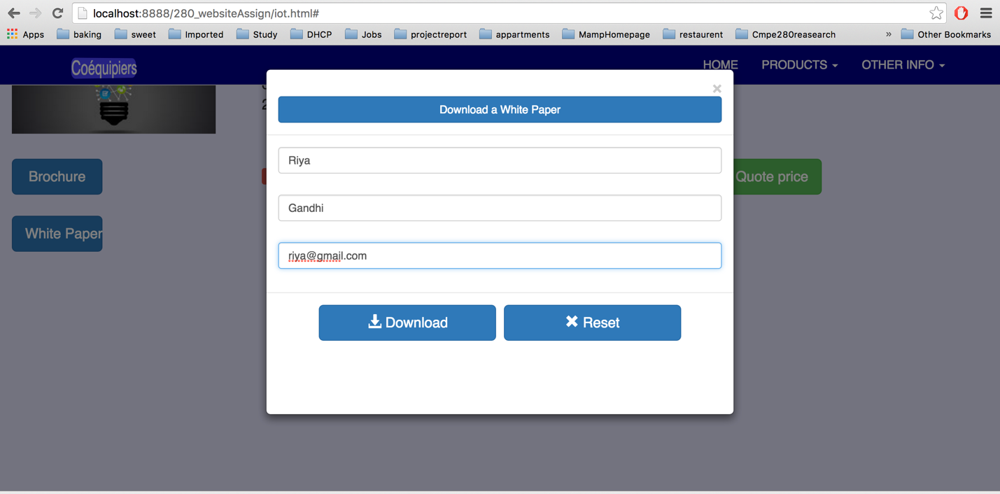 localhost:8888/280_websiteAssign/iot.html#
Apps baking sweet Imported Study DHCP Jobs projectreport appartments MampHomepage restaurent Cmpe280reasearch » Other Bookmarks
Coéquipiers HOME PRODUCTS OTHER INFO
×
Download a White Paper
Riya
Brochure Quote price
Gandhi
White Paper
riya@gmail.com
Download Reset